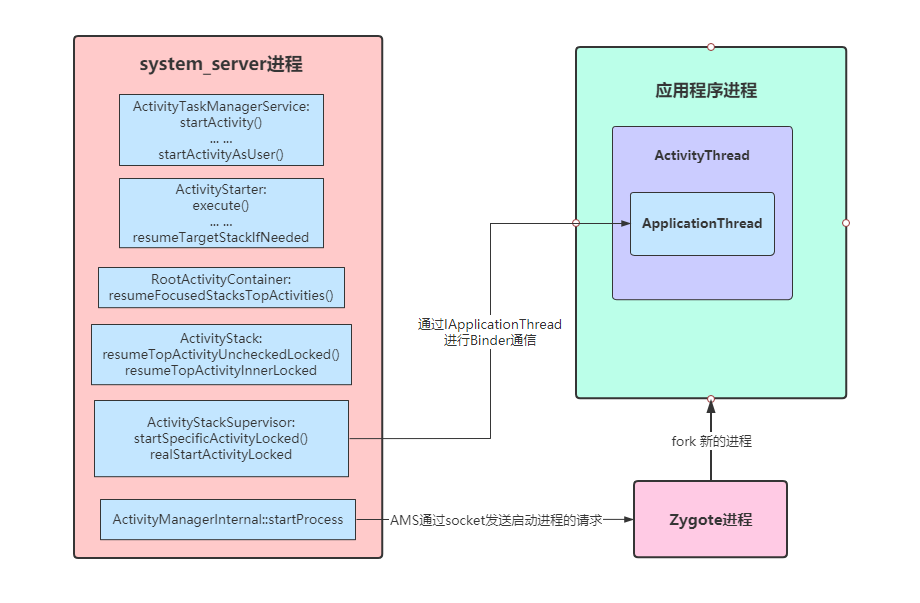 system_server进程
ActivityTaskManagerService:
startActivity()
... ...
startActivityAsUser()
ActivityStarter:
execute()
... ...
resumeTargetStackIfNeeded
RootActivityContainer:
resumeFocusedStacksTopActivities()
ActivityStack:
resumeTopActivityUncheckedLocked()
resumeTopActivityInnerLocked
ActivityStackSupervisor:
startSpecificActivityLocked()
realStartActivityLocked
ActivityManagerInternal::startProcess
通过IApplicationThread
进行Binder通信
AMS通过socket发送启动进程的请求
应用程序进程
ActivityThread
ApplicationThread
fork 新的进程
Zygote进程